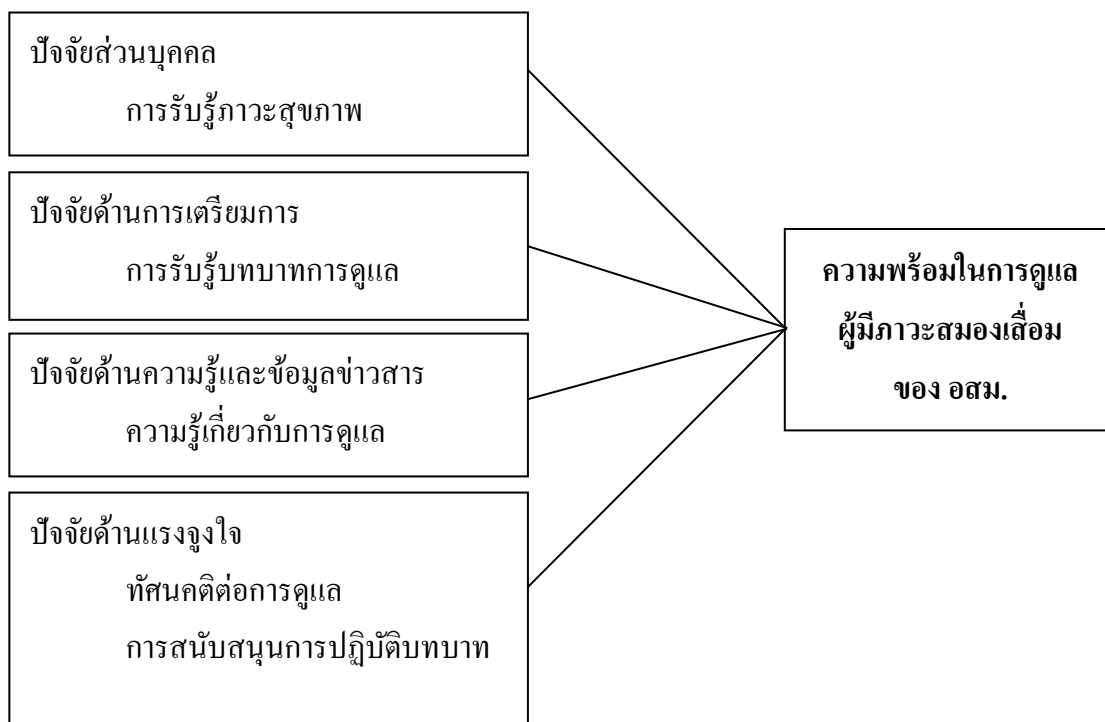 ปัจจัยส่วนบุคคล
การรับรู้ภาวะสุขภาพ
ปัจจัยด้านการเตรียมการ
การรับรู้บทบาทการดูแล
ปัจจัยด้านความรู้และข้อมูลข่าวสาร
ความรู้เกี่ยวกับการดูแล
ปัจจัยด้านแรงจูงใจ
ทัศนคติต่อการดูแล
การสนับสนุนการปฏิบัติบทบาท
ความพร้อมในการดูแล
ผู้มีภาวะสมองเสื่อม
ของ อสม.